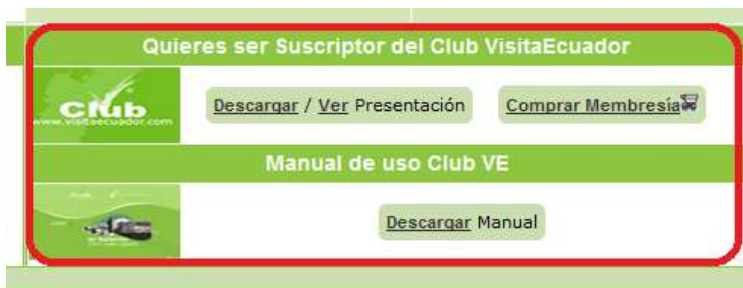 Quieres ser Suscriptor del Club VisitaEcuador
Club
www.visitaecuador.com
Descargar / Ver Presentación
Comprar Membresía
Manual de uso Club VE
Descargar Manual